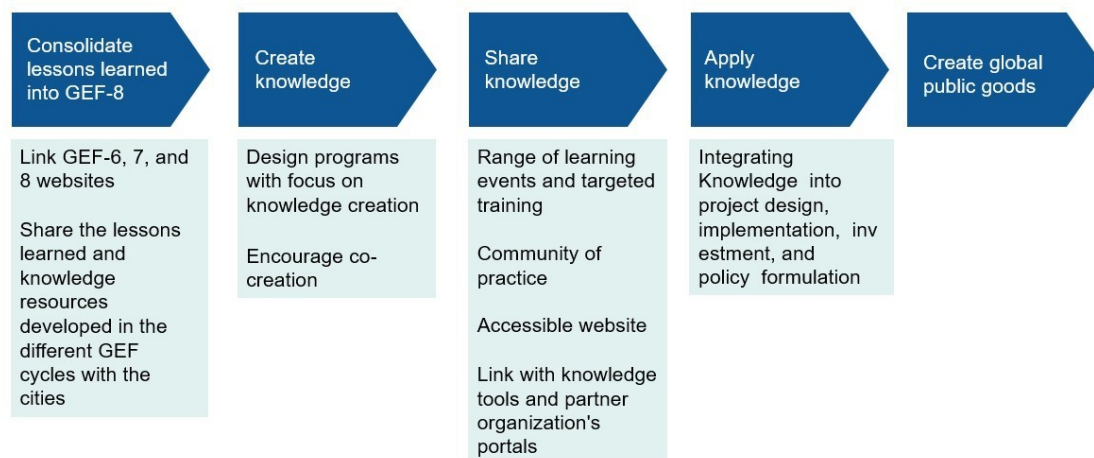 Consolidate
lessons learned
into GEF-8
Link GEF-6, 7, and
8 websites
Share the lessons
learned and
knowledge
resources
developed in the
different GEF
cycles with the
cities
Create
knowledge
Design programs
with focus on
knowledge creation
Encourage co-
creation
Share
knowledge
Range of learning
events and targeted
training
Community of
practice
Accessible website
Link with knowledge
tools and partner
organization's
portals
Apply
knowledge
Integrating
Knowledge into
project design,
implementation, inv
estment, and
policy formulation
Create global
public goods